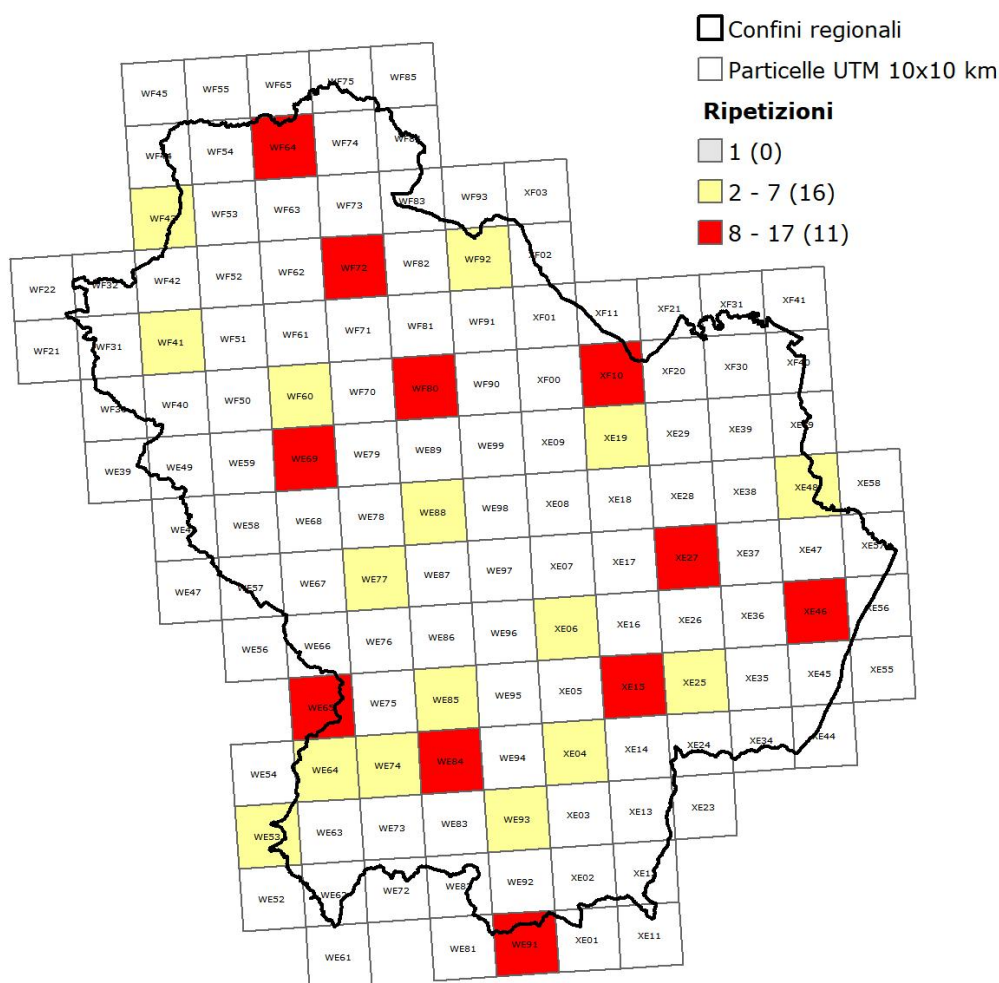 Confini regionali
Particelle UTM 10x10 km
Ripetizioni
1 (0)
2 - 7 (16)
8 - 17 (11)
WF45 WF55 WF65 WF75 WF85
WF54 WF64 WF74
WF53 WF63 WF73 WF83 WF93 XF03
WF22 WF32 WF42 WF52 WF62 WF72 WF82 WF92
WF21 WF31 WF41 WF51 WF61 WF71 WF81 WF91 XF01 XF11 XF21 XF31 XF41
WF40 WF50 WF60 WF70 WF80 WF90 XF00 XF10 XF20 XF30 XF40
WE39 WE49 WE59 WE69 WE79 WE89 WE99 XE09 XE19 XE29 XE39
WE58 WE68 WE78 WE88 WE98 XE08 XE18 XE28 XE38 XE48 XE58
WE47 WE57 WE67 WE77 WE87 WE97 XE07 XE17 XE27 XE37 XE47 XE57
WE56 WE66 WE76 WE86 WE96 XE06 XE16 XE26 XE36 XE46 XE56
WE65 WE75 WE85 WE95 XE05 XE15 XE25 XE35 XE45 XE55
WE54 WE64 WE74 WE84 WE94 XE04 XE14 XE24 XE34 XE44
WE53 WE63 WE73 WE83 WE93 XE03 XE13 XE23
WE52 WE62 WE72 WE92 XE02
WE61 WE81 WE91 XE01 XE11